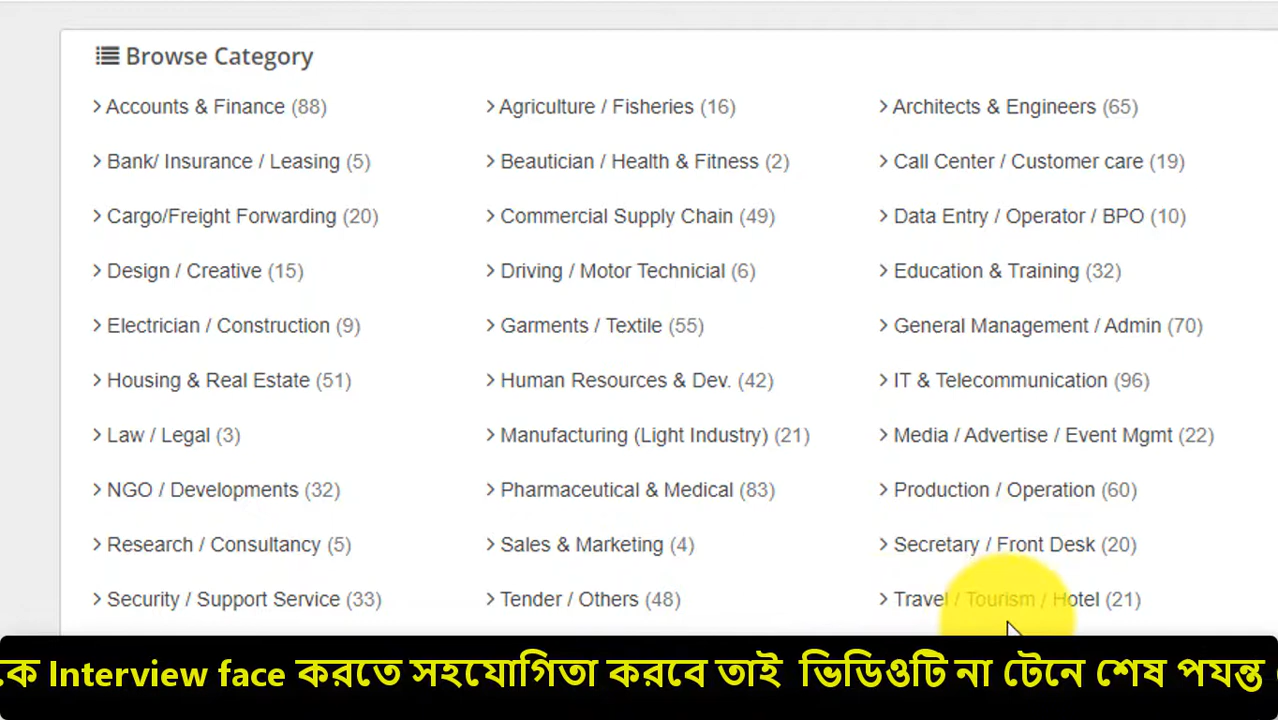 Browse Category
Accounts & Finance (88) Agriculture / Fisheries (16) Architects & Engineers (65)
Bank/ Insurance / Leasing (5) Beautician / Health & Fitness (2) Call Center / Customer care (19)
Cargo/Freight Forwarding (20) Commercial Supply Chain (49) Data Entry / Operator / BPO (10)
Design / Creative (15) Driving / Motor Technicial (6) Education & Training (32)
Electrician / Construction (9) Garments / Textile (55) General Management / Admin (70)
Housing & Real Estate (51) Human Resources & Dev. (42) IT & Telecommunication (96)
Law / Legal (3) Manufacturing (Light Industry) (21) Media / Advertise / Event Mgmt (22)
NGO / Developments (32) Pharmaceutical & Medical (83) Production / Operation (60)
Research / Consultancy (5) Sales & Marketing (4) Secretary / Front Desk (20)
Security / Support Service (33) Tender / Others (48) Travel / Tourism / Hotel (21)
কে Interview face করতে সহযোগিতা করবে তাই ভিডিওটি না টেনে শেষ পযন্ত